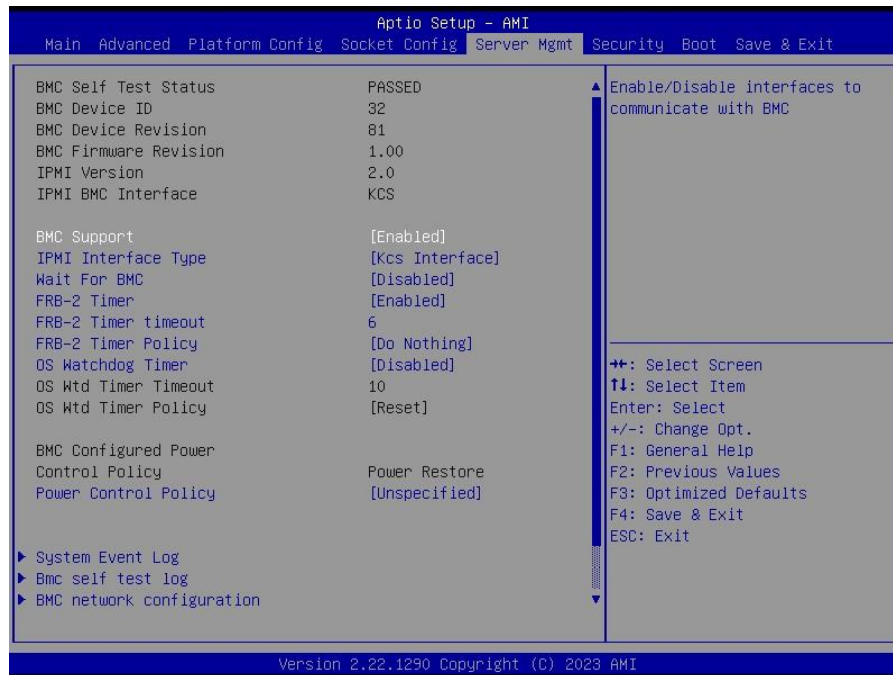 Aptio Setup – AMI
Main Advanced Platform Config Socket Config Server Mgmt Security Boot Save & Exit
BMC Self Test Status PASSED
BMC Device ID 32
BMC Device Revision 81
BMC Firmware Revision 1.00
IPMI Version 2.0
IPMI BMC Interface KCS
BMC Support [Enabled]
IPMI Interface Type [Kcs Interface]
Wait For BMC [Disabled]
FRB-2 Timer [Enabled]
FRB-2 Timer timeout 6
FRB-2 Timer Policy [Do Nothing]
OS Watchdog Timer [Disabled]
OS Wtd Timer Timeout 10
OS Wtd Timer Policy [Reset]
BMC Configured Power
Control Policy Power Restore
Power Control Policy [Unspecified]
System Event Log
Bmc self test log
BMC network configuration
Enable/Disable interfaces to
communicate with BMC
→←: Select Screen
↑↓: Select Item
Enter: Select
+/-: Change Opt.
F1: General Help
F2: Previous Values
F3: Optimized Defaults
F4: Save & Exit
ESC: Exit
Version 2.22.1290 Copyright (C) 2023 AMI